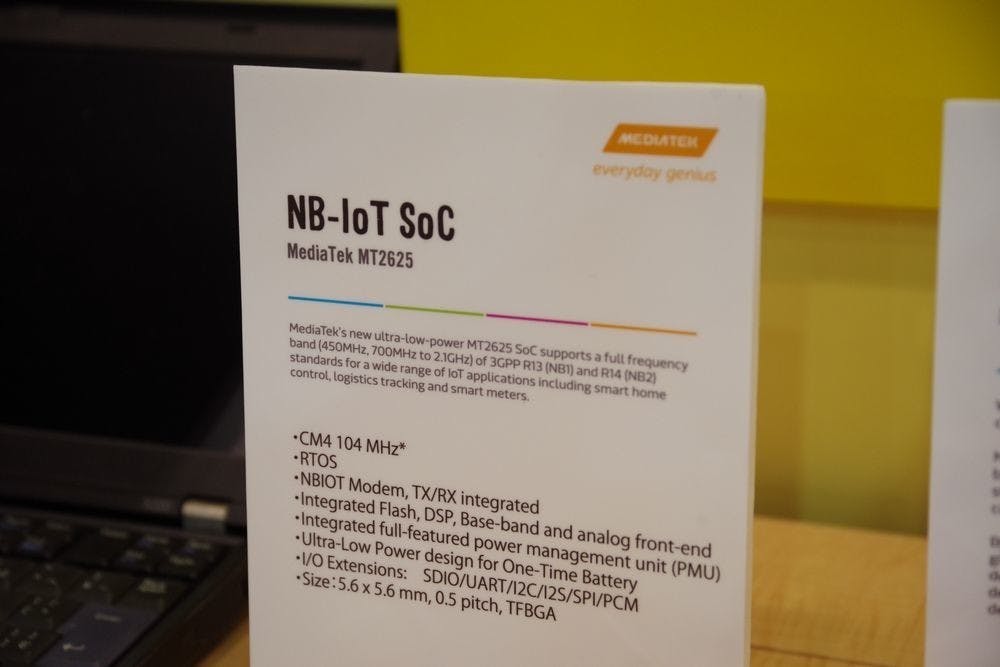 MEDIATEK
everyday genius
NB-IoT SoC
MediaTek MT2625
MediaTek's new ultra-low-power MT2625 SoC supports a full frequency
band (450MHz, 700MHz to 2.1GHz) of 3GPP R13 (NB1) and R14 (NB2)
standards for a wide range of IoT applications including smart home
control, logistics tracking and smart meters.
・CM4 104 MHz*
・RTOS
・NBIOT Modem, TX/RX integrated
・Integrated Flash, DSP, Base-band and analog front-end
・Integrated full-featured power management unit (PMU)
・Ultra-Low Power design for One-Time Battery
・I/O Extensions: SDIO/UART/I2C/I2S/SPI/PCM
・Size：5.6 x 5.6 mm, 0.5 pitch, TFBGA